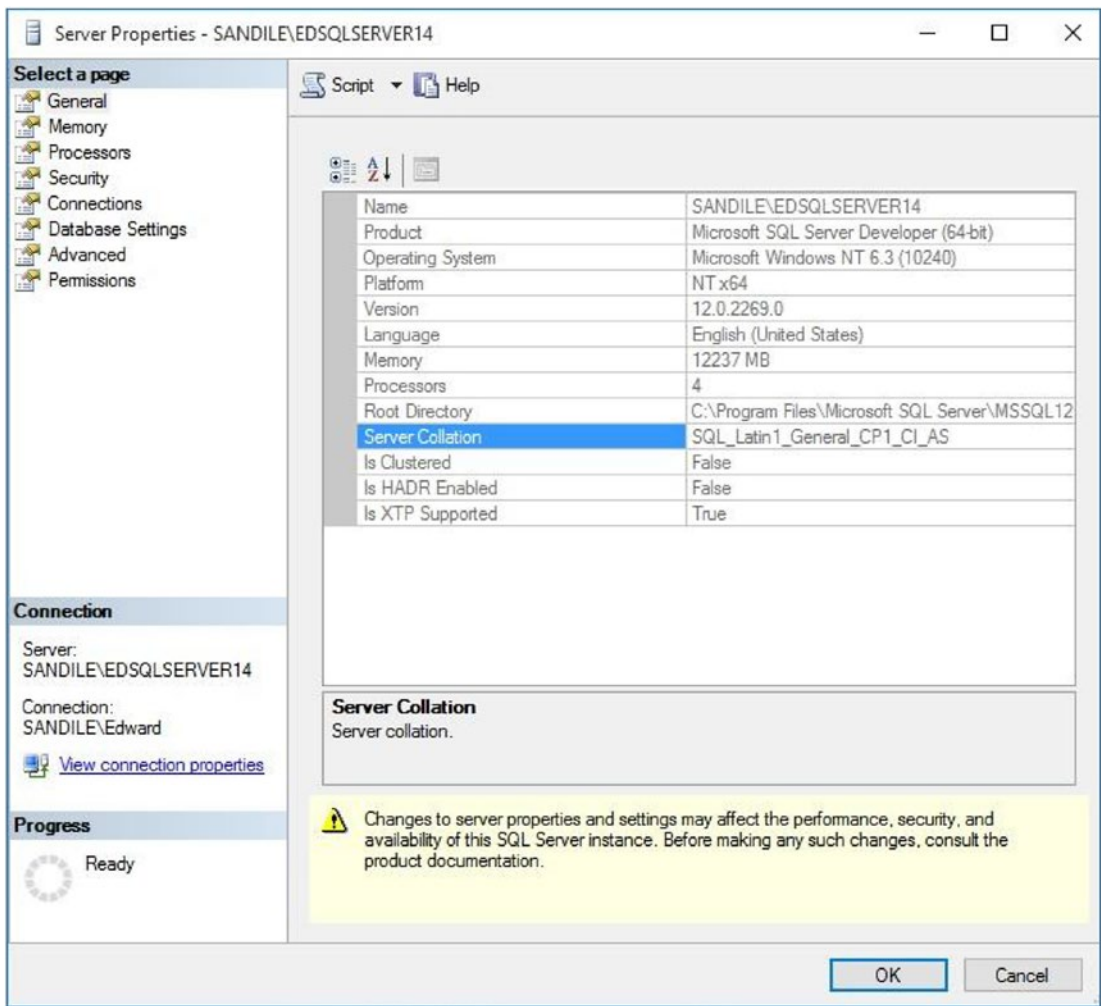 Server Properties - SANDILE\EDSQLSERVER14
Select a page
General
Memory
Processors
Security
Connections
Database Settings
Advanced
Permissions
Script Help
Name SANDILE\EDSQLSERVER14
Product Microsoft SQL Server Developer (64-bit)
Operating System Microsoft Windows NT 6.3 (10240)
Platform NT x64
Version 12.0.2269.0
Language English (United States)
Memory 12237 MB
Processors 4
Root Directory C:\Program Files\Microsoft SQL Server\MSSQL12
Server Collation SQL_Latin1_General_CP1_CI_AS
Is Clustered False
Is HADR Enabled False
Is XTP Supported True
Connection
Server:
SANDILE\EDSQLSERVER14
Connection:
SANDILE\Edward
View connection properties
Server Collation
Server collation.
Progress
Ready
Changes to server properties and settings may affect the performance, security, and
availability of this SQL Server instance. Before making any such changes, consult the
product documentation.
OK Cancel